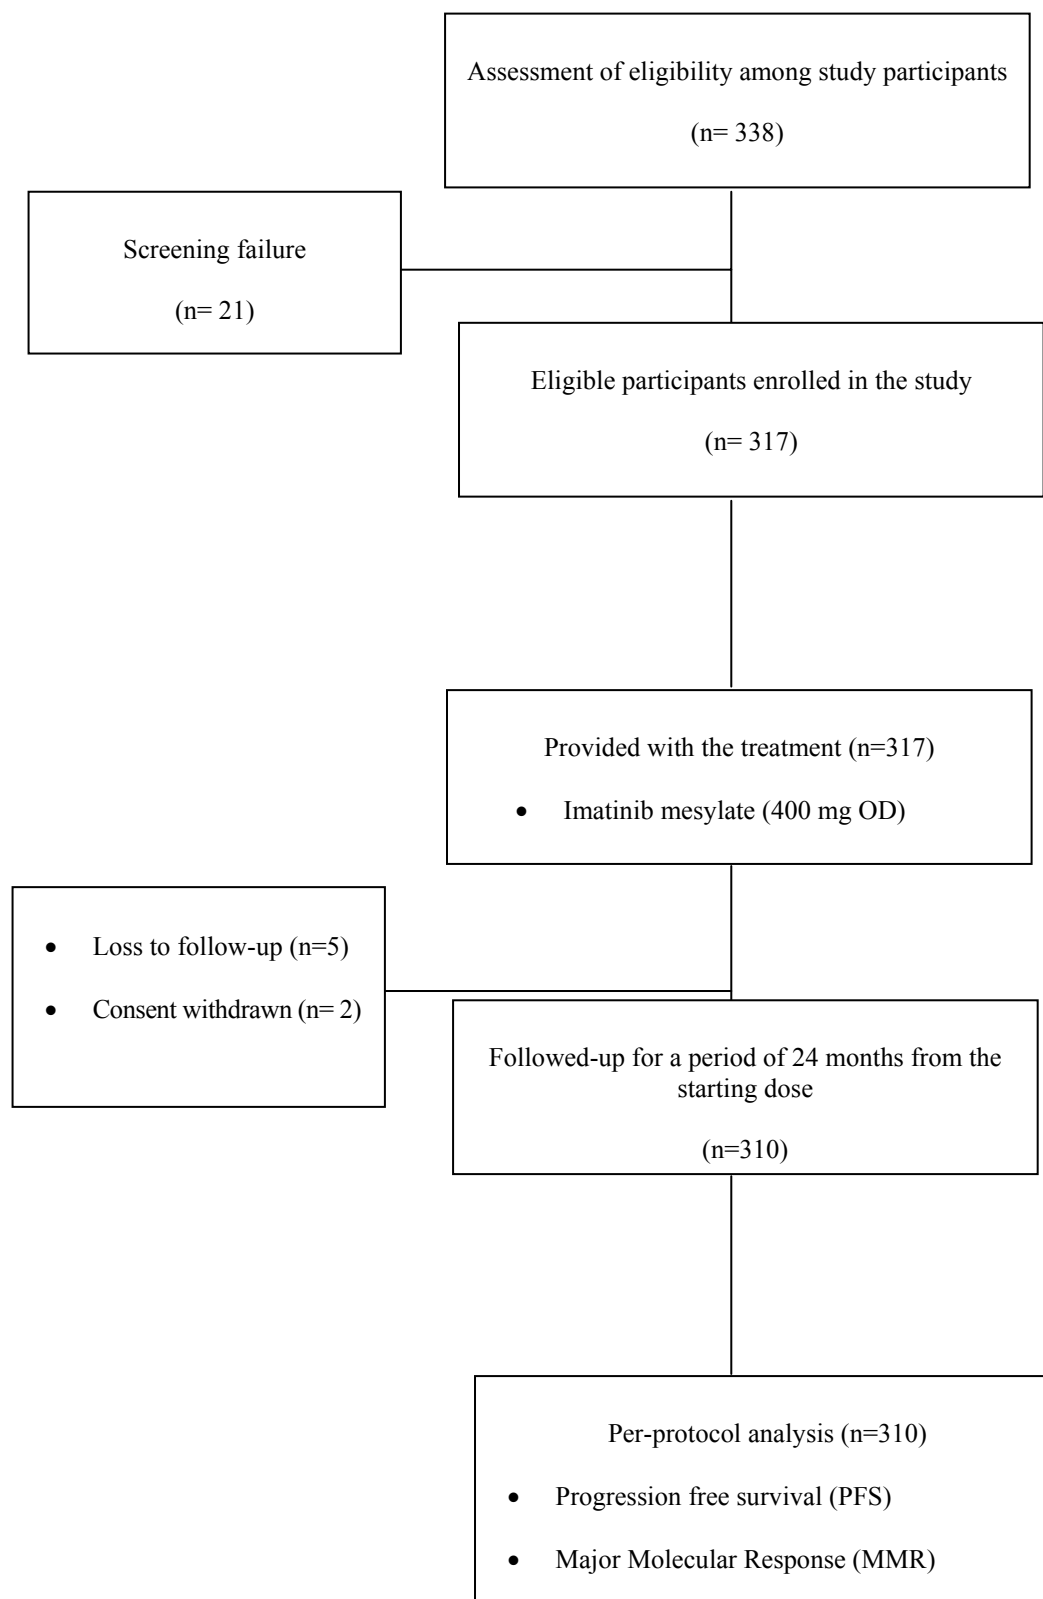 Assessment of eligibility among study participants
(n= 338)
Screening failure
(n= 21)
Eligible participants enrolled in the study
(n= 317)
Provided with the treatment (n=317)
• Imatinib mesylate (400 mg OD)
• Loss to follow-up (n=5)
• Consent withdrawn (n= 2)
Followed-up for a period of 24 months from the
starting dose
(n=310)
Per-protocol analysis (n=310)
• Progression free survival (PFS)
• Major Molecular Response (MMR)